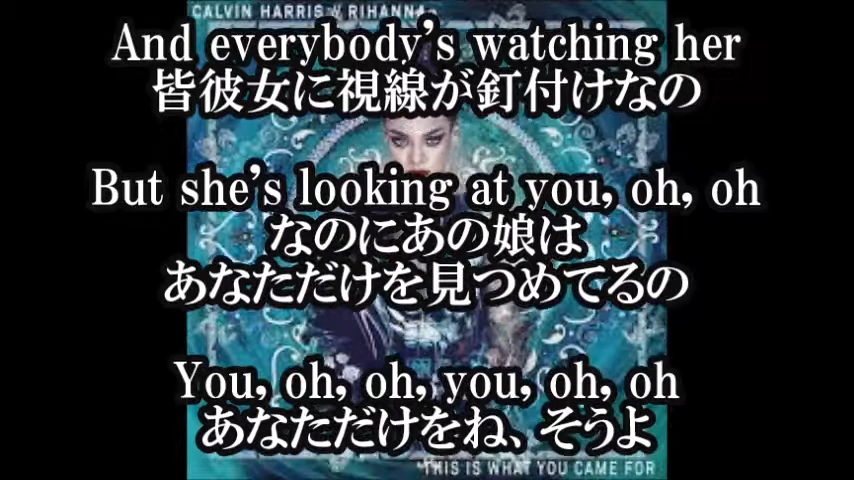 CALVIN HARRIS // RIHANNA
And everybody's watching her
皆彼女に視線が釘付けなの
But she's looking at you, oh, oh
なのにあの娘は
あなただけを見つめてるの
You, oh, oh, you, oh, oh
あなただけをね、そうよ
THIS IS WHAT YOU CAME FOR